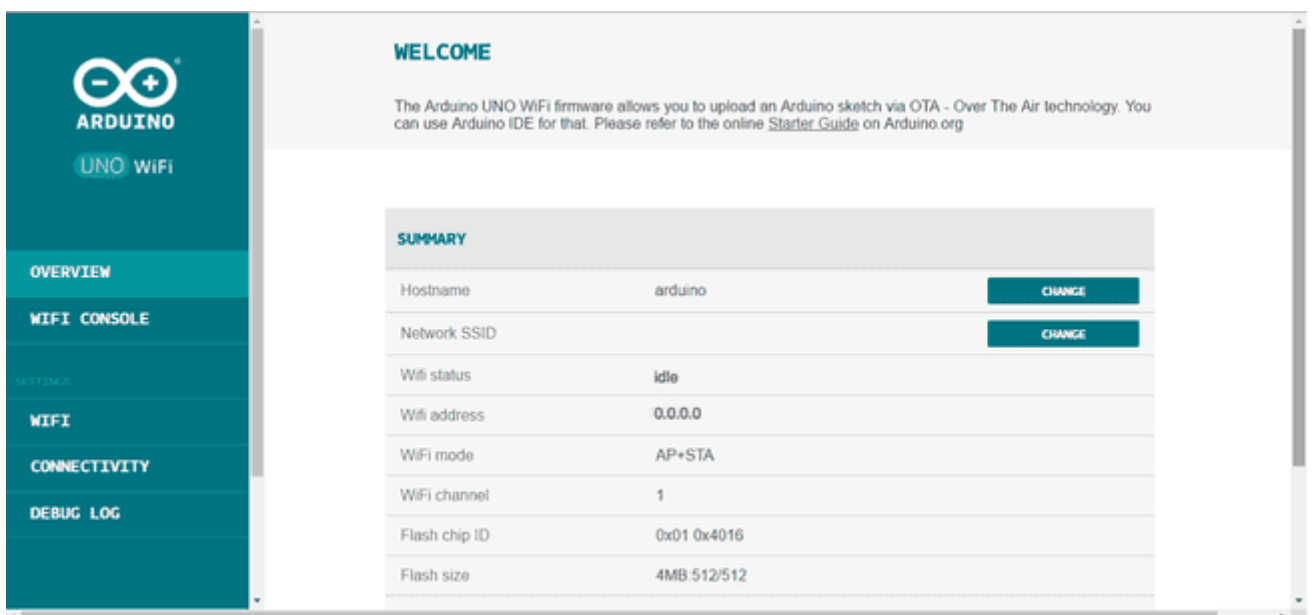 ARDUINO
UNO WiFi
OVERVIEW
WIFI CONSOLE
SETTINGS
WIFI
CONNECTIVITY
DEBUG LOG
WELCOME
The Arduino UNO WiFi firmware allows you to upload an Arduino sketch via OTA - Over The Air technology. You
can use Arduino IDE for that. Please refer to the online Starter Guide on Arduino.org
SUMMARY
Hostname arduino CHANGE
Network SSID CHANGE
Wifi status idle
Wifi address 0.0.0.0
WiFi mode AP+STA
WiFi channel 1
Flash chip ID 0x01 0x4016
Flash size 4MB:512/512